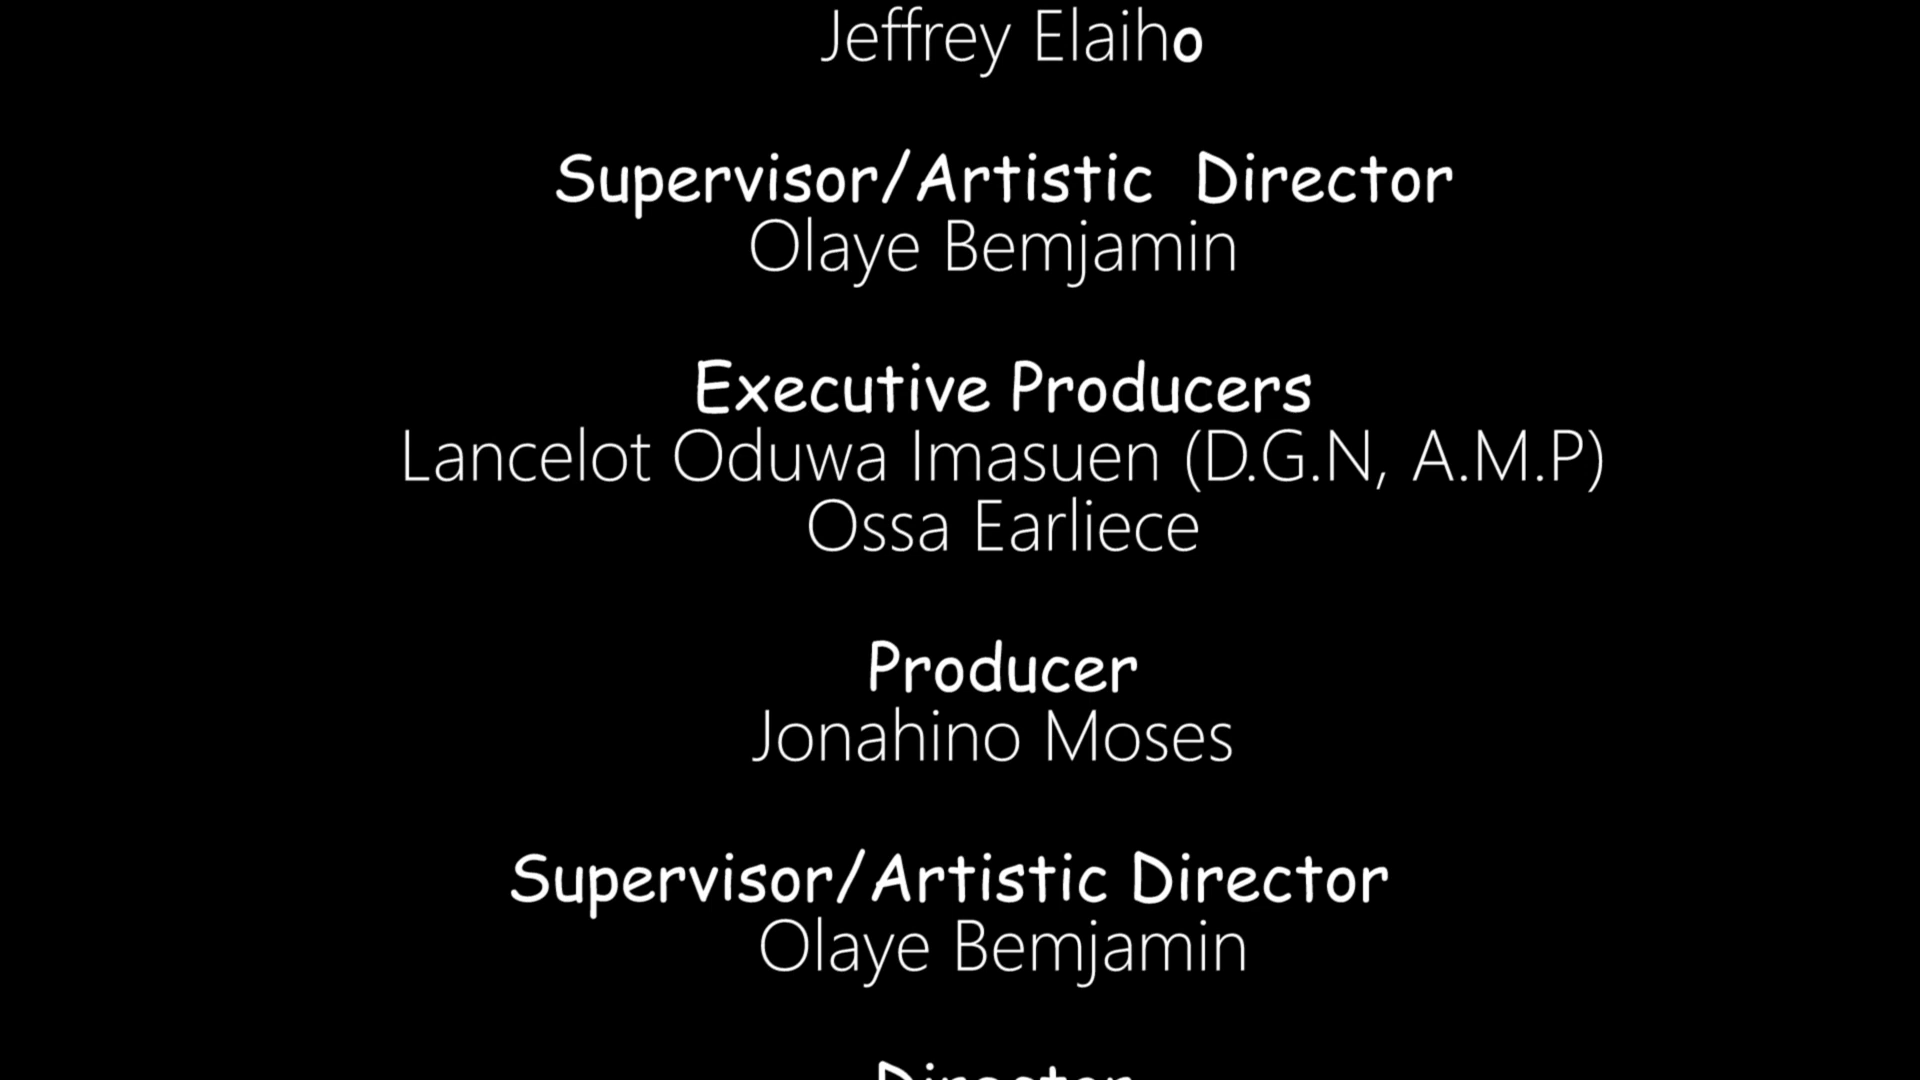 Jeffrey Elaiho
Supervisor/Artistic  Director
Olaye Bemjamin
Executive Producers
Lancelot Oduwa Imasuen (D.G.N, A.M.P)
Ossa Earliece
Producer
Jonahino Moses
Supervisor/Artistic Director
Olaye Bemjamin
Director